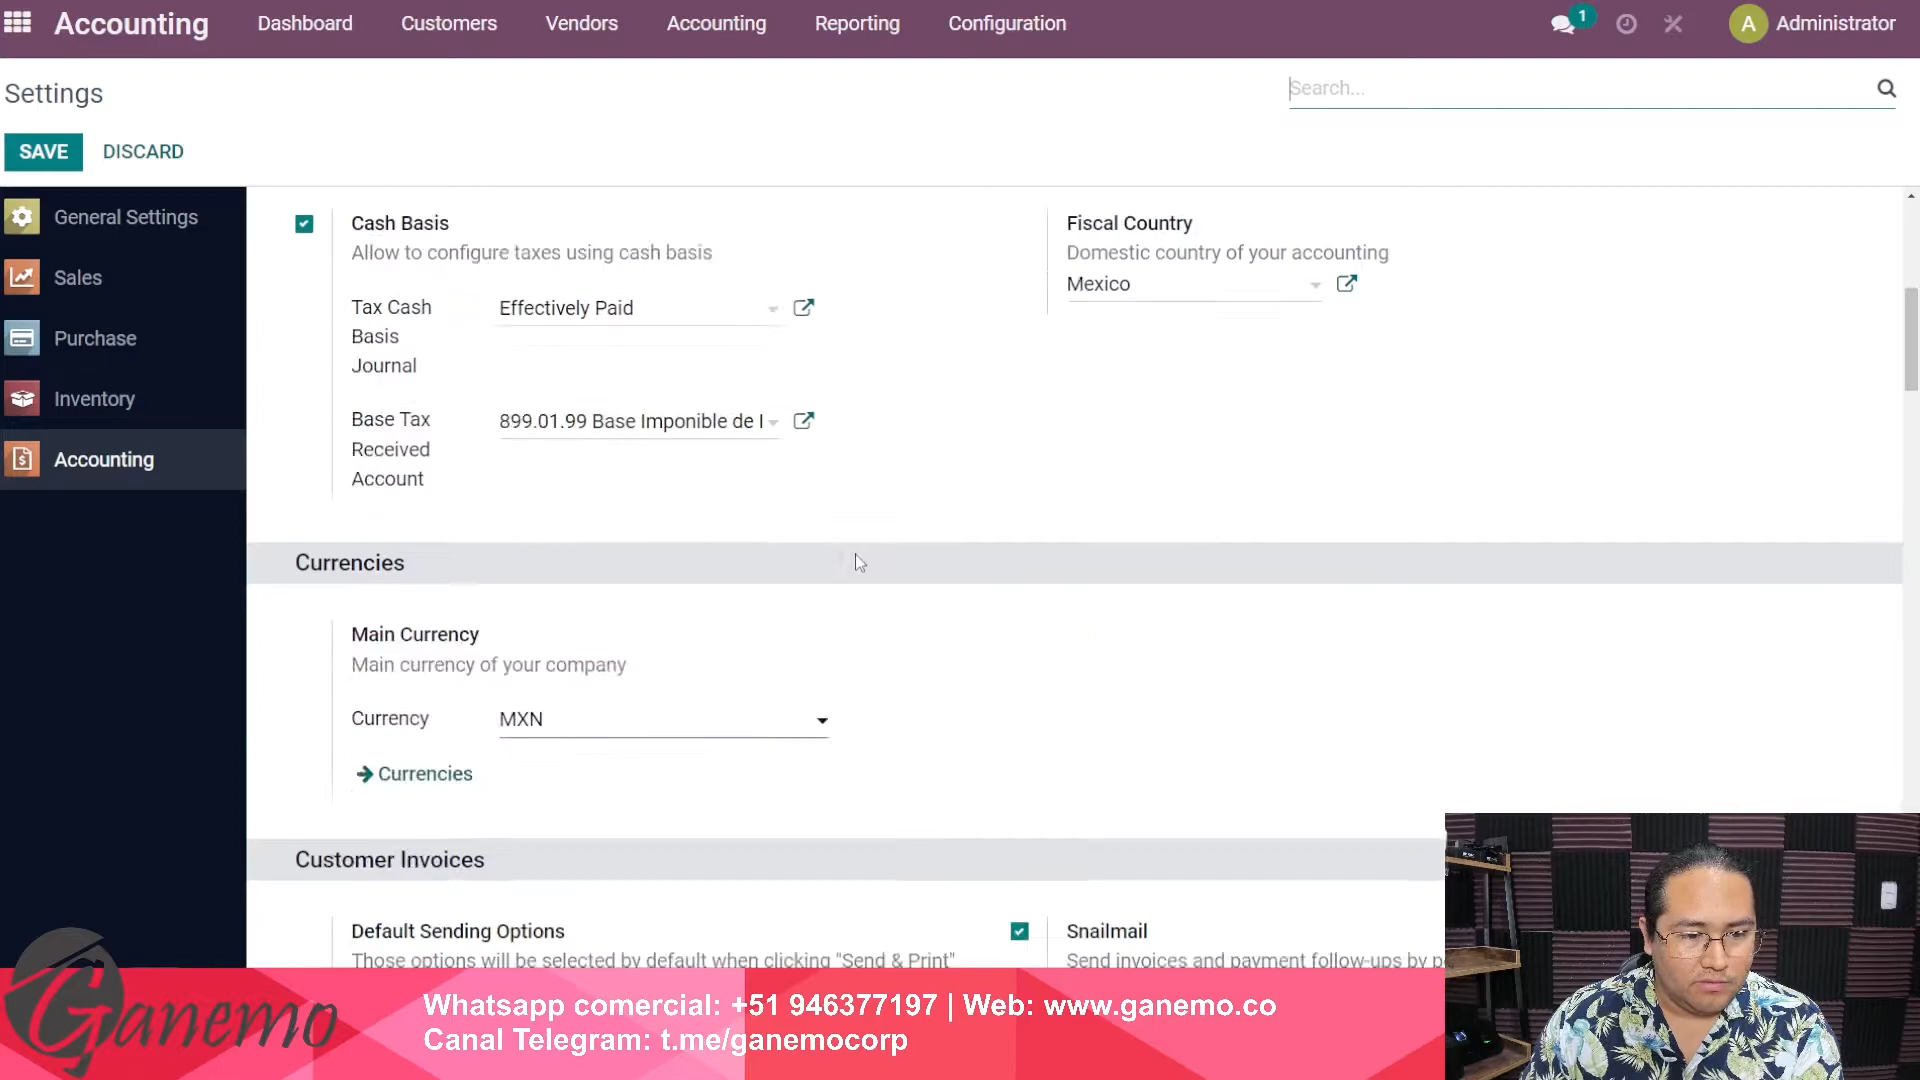 Accounting Dashboard Customers Vendors Accounting Reporting Configuration 1 A Administrator
Settings
Search...
SAVE DISCARD
General Settings
Sales
Purchase
Inventory
Accounting
Cash Basis
Allow to configure taxes using cash basis
Tax Cash Basis Journal
Effectively Paid
Base Tax Received Account
899.01.99 Base Imponible de I
Fiscal Country
Domestic country of your accounting
Mexico
Currencies
Main Currency
Main currency of your company
Currency MXN
Currencies
Customer Invoices
Default Sending Options
Those options will be selected by default when clicking "Send & Print"
Snailmail
Send invoices and payment follow-ups by p
Ganemo
Whatsapp comercial: +51 946377197 | Web: www.ganemo.co
Canal Telegram: t.me/ganemocorp